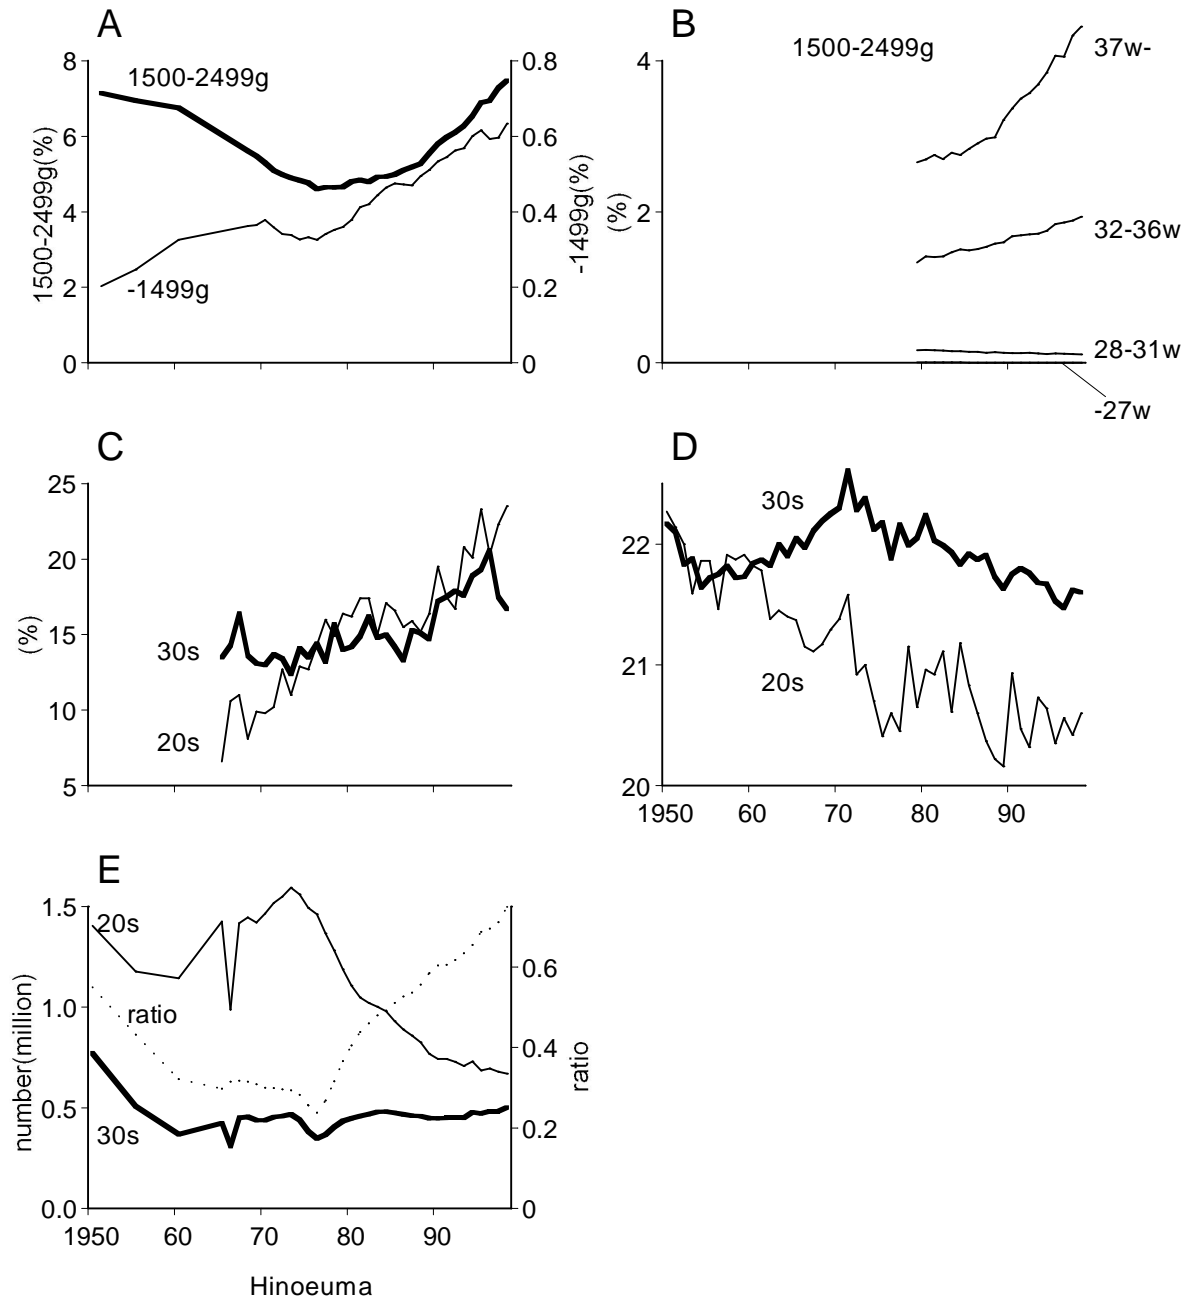 A
8
6
4
2
0
1500-2499g(%)
1500-2499g
-1499g
0.8
0.6
0.4
0.2
0
-1499g(%)
B
4
2
0
(%)
1500-2499g
37w-
32-36w
28-31w
-27w
C
25
20
15
10
5
(%)
30s
20s
D
22
21
20
30s
20s
1950 60 70 80 90
E
1.5
1.0
0.5
0.0
number(million)
20s
ratio
30s
0.6
0.4
0.2
0
ratio
1950 60 70 80 90
Hinoeuma